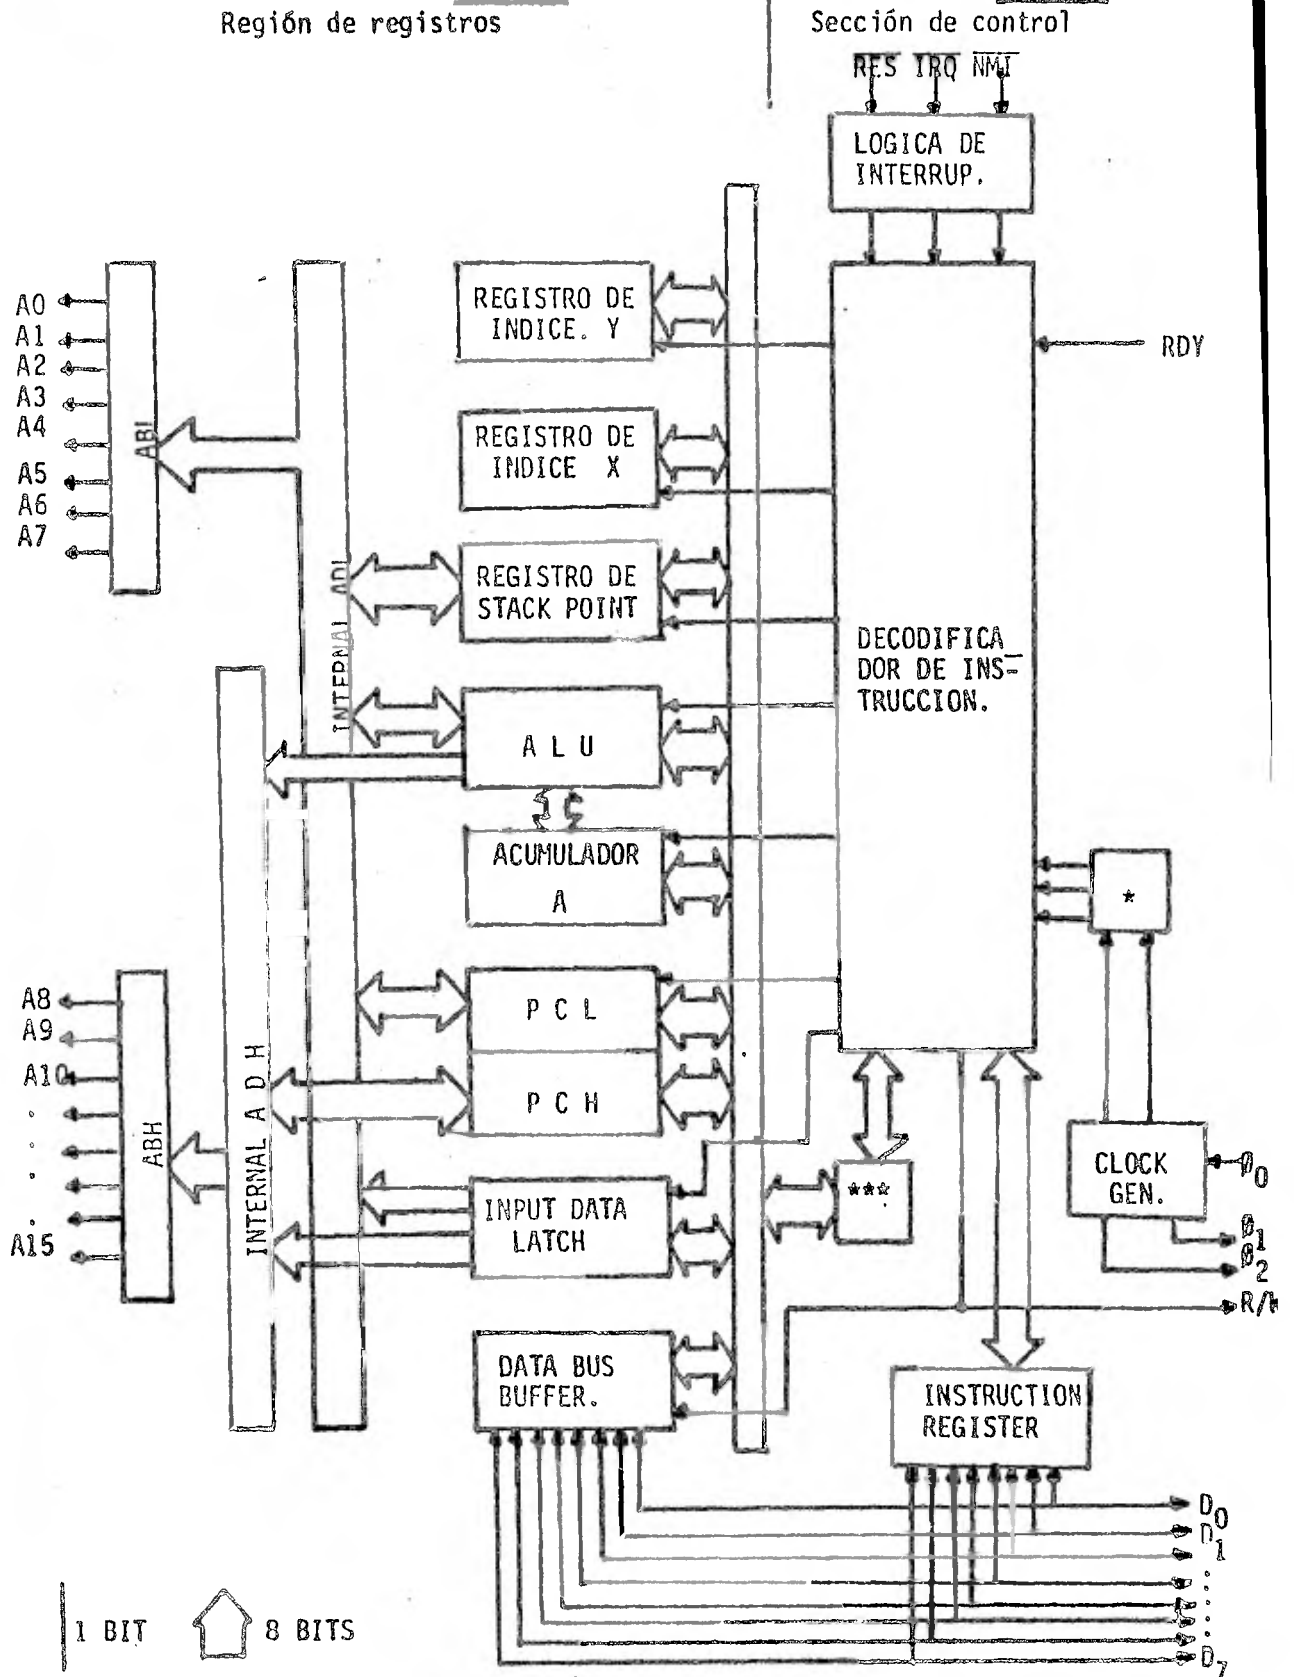 Región de registros
Sección de control
RES IRQ NMI
LOGICA DE
INTERRUP.
A0
A1
A2
A3
A4
A5
A6
A7
ABL
INTERNAL ADL
REGISTRO DE
INDICE. Y
REGISTRO DE
INDICE X
REGISTRO DE
STACK POINT
A L U
ACUMULADOR
A
P C L
P C H
INPUT DATA
LATCH
DATA BUS
BUFFER.
DECODIFICA
DOR DE INS-
TRUCCION.
RDY
*
CLOCK
GEN.
Ø0
Ø1
Ø2
R/W
***
INSTRUCTION
REGISTER
A8
A9
A10
.
.
.
.
A15
ABH
INTERNAL A D H
D0
D1
:
:
:
D7
1 BIT
8 BITS